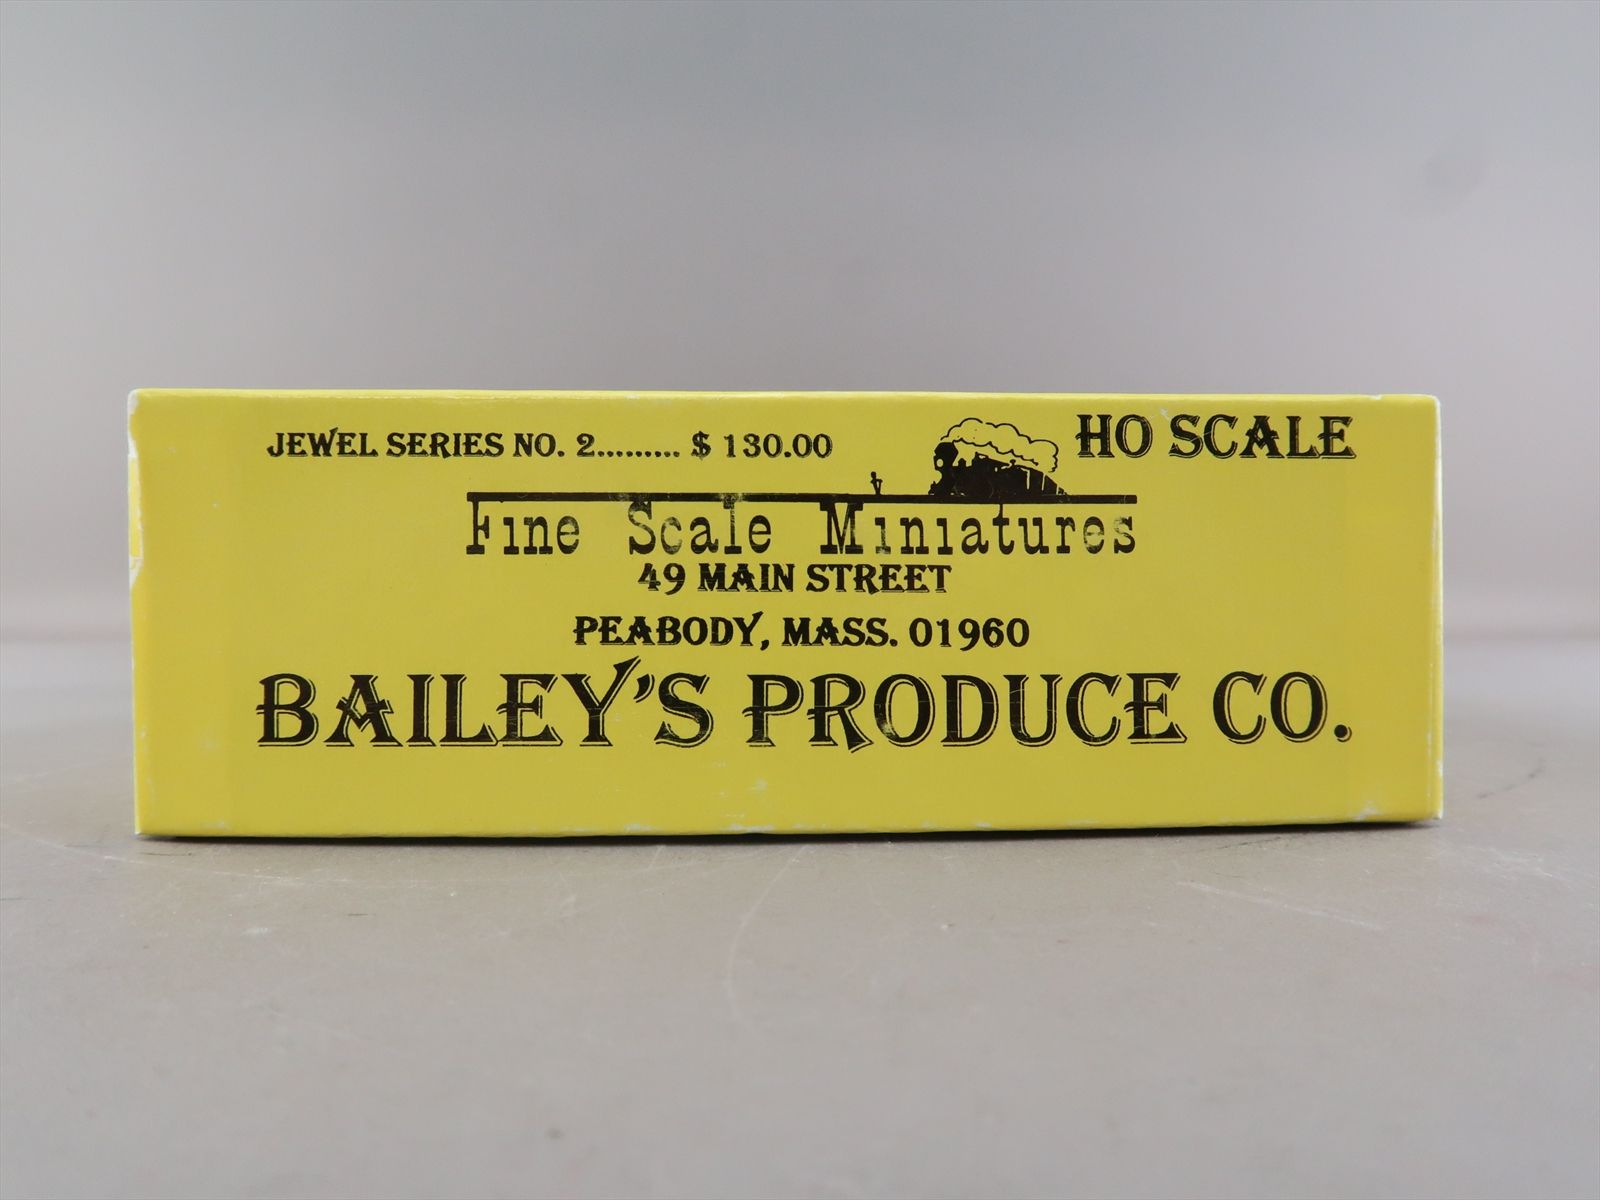 JEWEL SERIES NO. 2......... $ 130.00
HO SCALE
Fine Scale Miniatures
49 MAIN STREET
PEABODY, MASS. 01960
BAILEY'S PRODUCE CO.